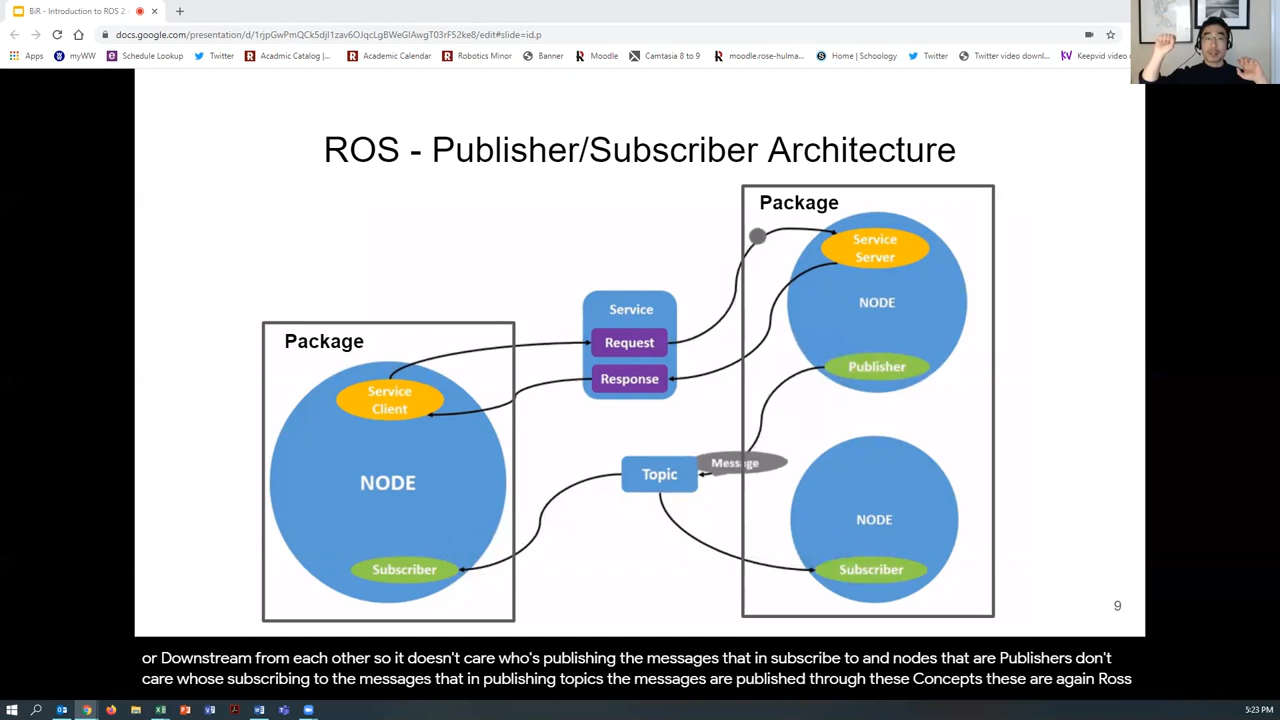 BiR - Introduction to ROS 2 -
docs.google.com/presentation/d/1rjpGwPmQCk5djI1zav6OJqcLgBWeGIAwgT03rF52ke8/edit#slide=id.p
Apps myWW Schedule Lookup Twitter Acadmic Catalog |... Academic Calendar Robotics Minor Banner Moodle Camtasia 8 to 9 moodle.rose-hulma... Home | Schoology Twitter Twitter video downl... Keepvid video
ROS - Publisher/Subscriber Architecture
Package
Service
Server
NODE
Publisher
Service
Request
Response
Package
Service
Client
NODE
Subscriber
Message
Topic
NODE
Subscriber
9
or Downstream from each other so it doesn't care who's publishing the messages that in subscribe to and nodes that are Publishers don't
care whose subscribing to the messages that in publishing topics the messages are published through these Concepts these are again Ross
5:23 PM